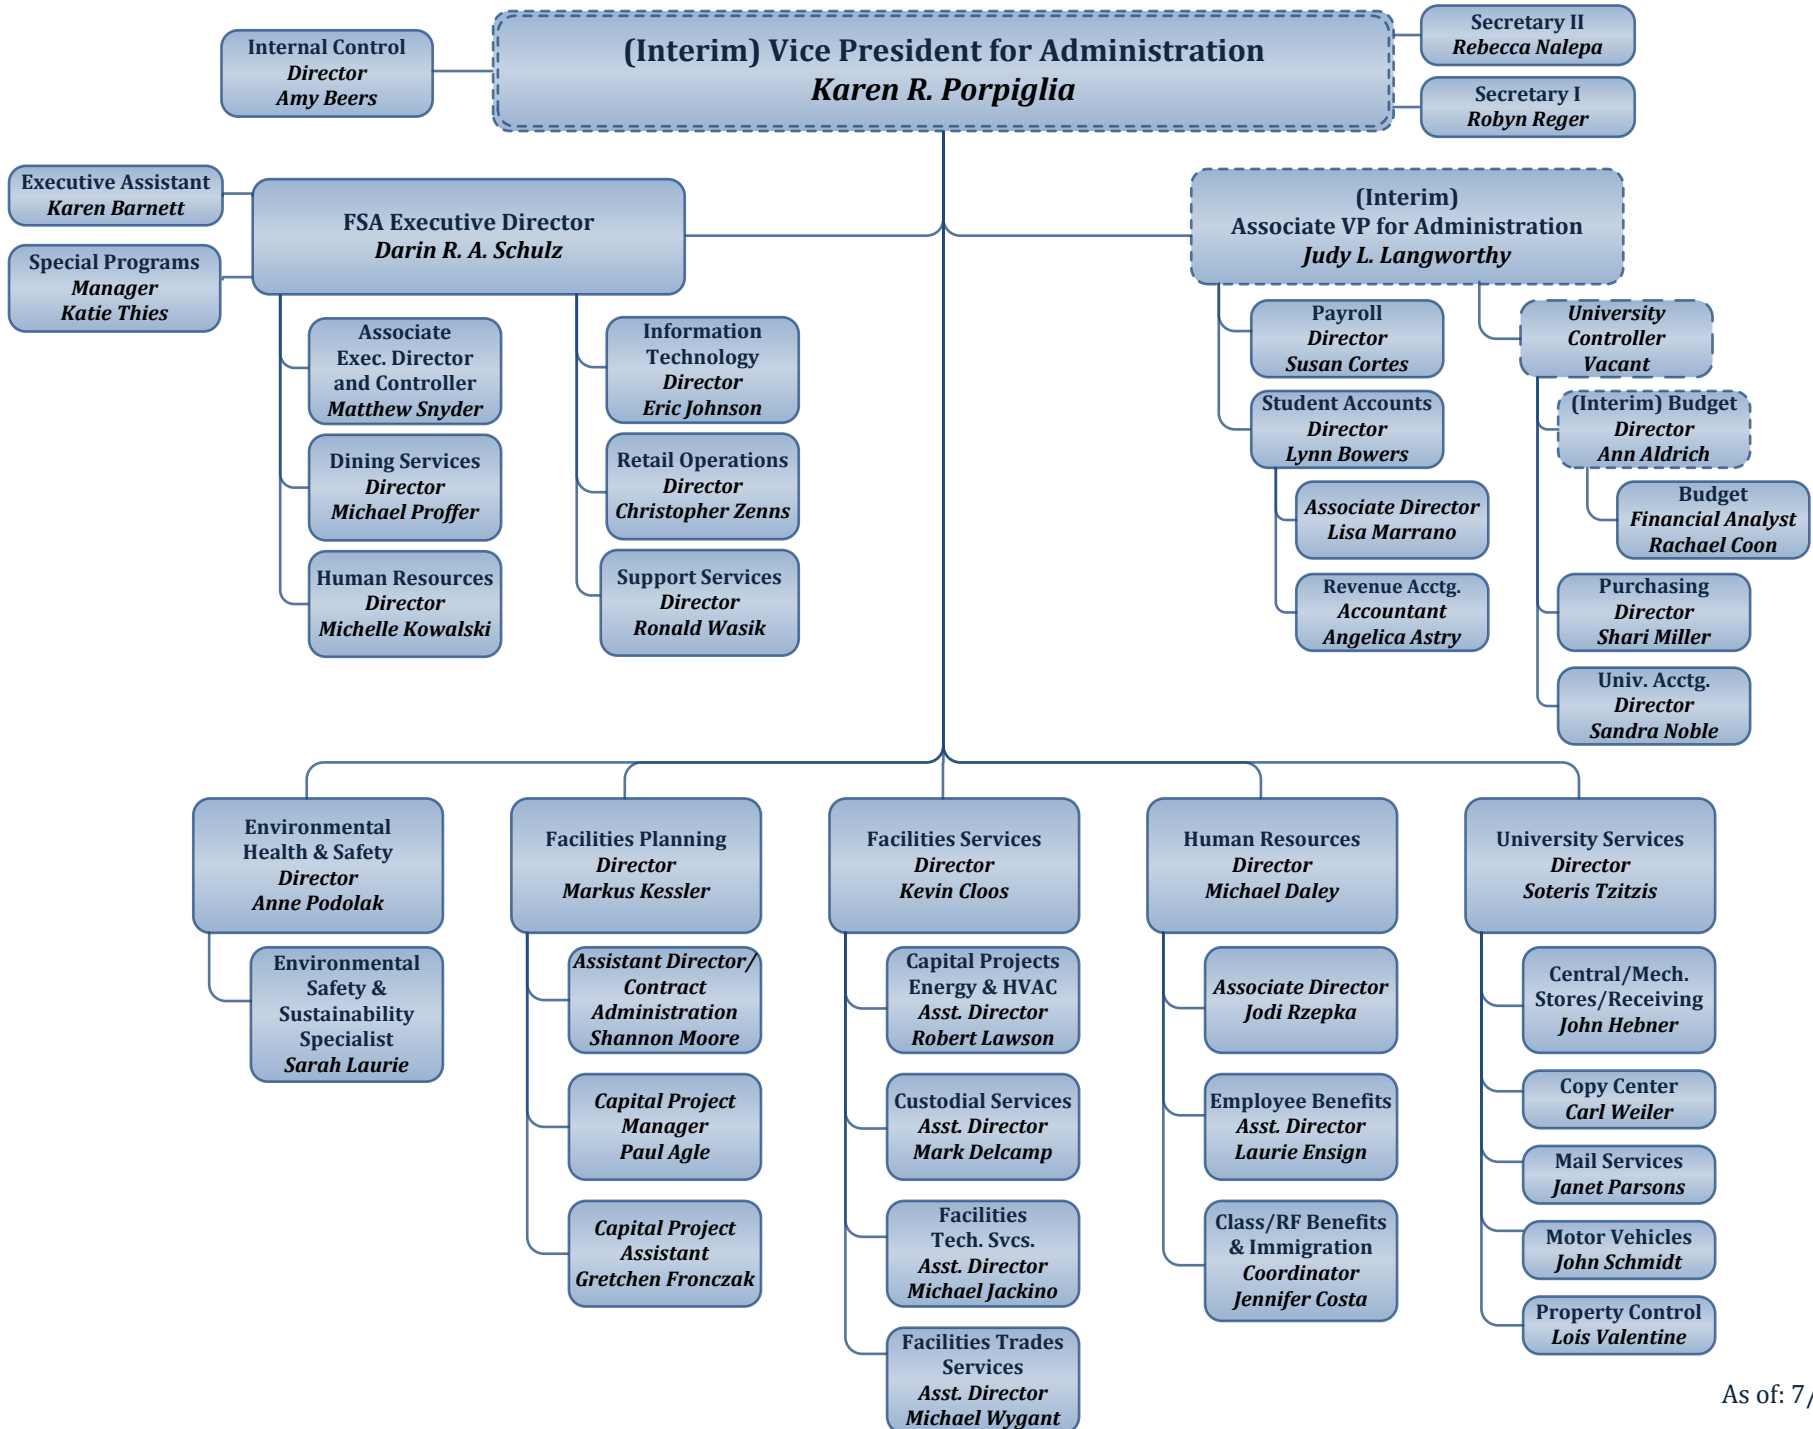 Internal Control
Director
Amy Beers
(Interim) Vice President for Administration
Karen R. Porpiglia
Secretary II
Rebecca Nalepa
Secretary I
Robyn Reger
Executive Assistant
Karen Barnett
Special Programs
Manager
Katie Thies
FSA Executive Director
Darin R. A. Schulz
(Interim)
Associate VP for Administration
Judy L. Langworthy
Associate
Exec. Director
and Controller
Matthew Snyder
Dining Services
Director
Michael Proffer
Human Resources
Director
Michelle Kowalski
Information
Technology
Director
Eric Johnson
Retail Operations
Director
Christopher Zenns
Support Services
Director
Ronald Wasik
Payroll
Director
Susan Cortes
Student Accounts
Director
Lynn Bowers
Associate Director
Lisa Marrano
Revenue Acctg.
Accountant
Angelica Astry
University
Controller
Vacant
(Interim) Budget
Director
Ann Aldrich
Budget
Financial Analyst
Rachael Coon
Purchasing
Director
Shari Miller
Univ. Acctg.
Director
Sandra Noble
Environmental
Health & Safety
Director
Anne Podolak
Environmental
Safety &
Sustainability
Specialist
Sarah Laurie
Facilities Planning
Director
Markus Kessler
Assistant Director/
Contract
Administration
Shannon Moore
Capital Project
Manager
Paul Agle
Capital Project
Assistant
Gretchen Fronczak
Facilities Services
Director
Kevin Cloos
Capital Projects
Energy & HVAC
Asst. Director
Robert Lawson
Custodial Services
Asst. Director
Mark Delcamp
Facilities
Tech. Svcs.
Asst. Director
Michael Jackino
Facilities Trades
Services
Asst. Director
Michael Wygant
Human Resources
Director
Michael Daley
Associate Director
Jodi Rzepka
Employee Benefits
Asst. Director
Laurie Ensign
Class/RF Benefits
& Immigration
Coordinator
Jennifer Costa
University Services
Director
Soteris Tzitzis
Central/Mech.
Stores/Receiving
John Hebner
Copy Center
Carl Weiler
Mail Services
Janet Parsons
Motor Vehicles
John Schmidt
Property Control
Lois Valentine
As of: 7/